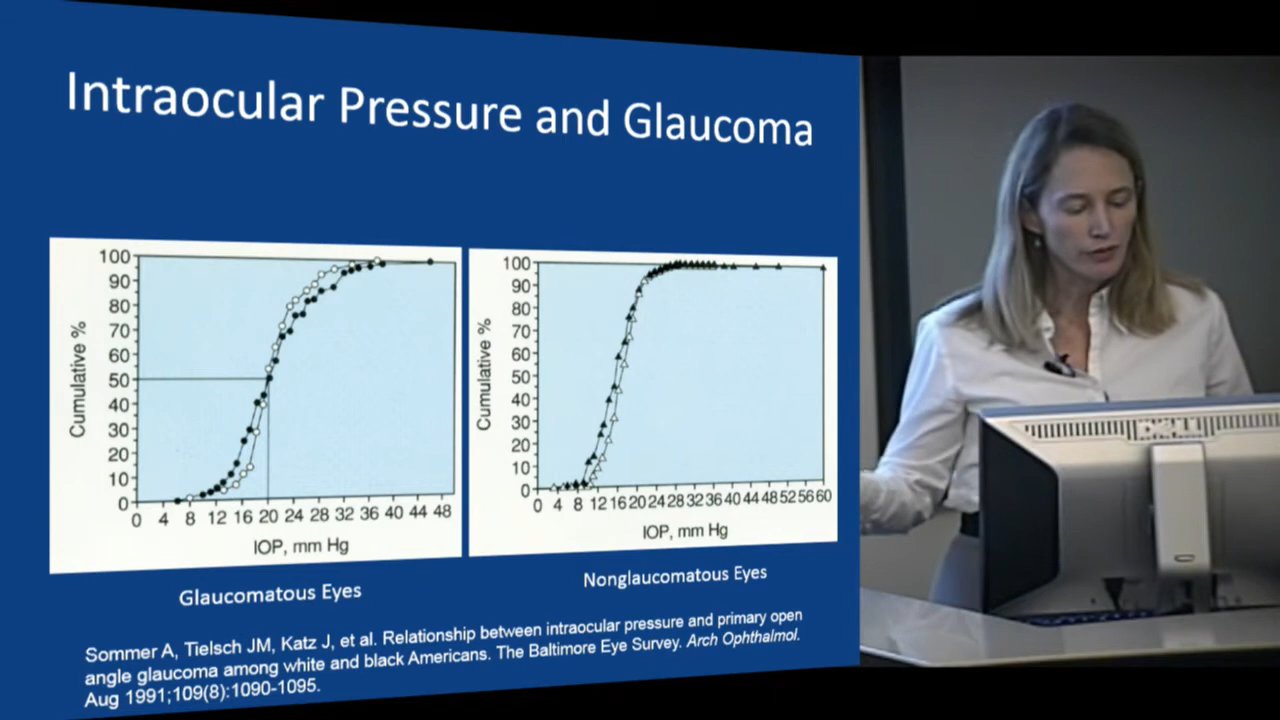 Intraocular Pressure and Glaucoma
100
90
80
70
60
50
40
30
20
10
0
Cumulative %
0 4 8 12 16 20 24 28 32 36 40 44 48
IOP, mm Hg
Glaucomatous Eyes
100
90
80
70
60
50
40
30
20
10
0
Cumulative %
0 4 8 12 16 20 24 28 32 36 40 44 48 52 56 60
IOP, mm Hg
Nonglaucomatous Eyes
Sommer A, Tielsch JM, Katz J, et al. Relationship between intraocular pressure and primary open
angle glaucoma among white and black Americans. The Baltimore Eye Survey. Arch Ophthalmol.
Aug 1991;109(8):1090-1095.